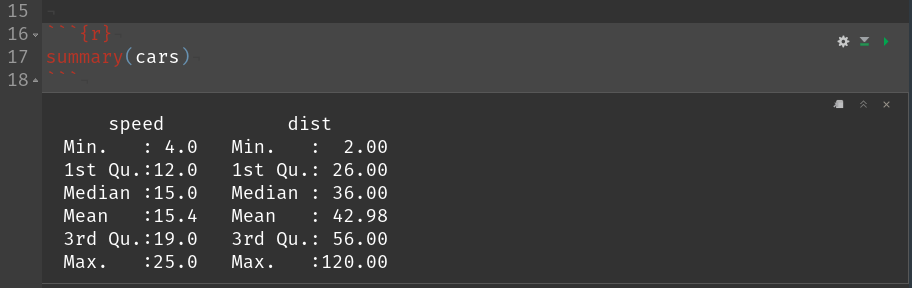 15
16 ```{r}
17 summary(cars)
18 ```
     speed           dist
 Min.   : 4.0   Min.   :  2.00
 1st Qu.:12.0   1st Qu.: 26.00
 Median :15.0   Median : 36.00
 Mean   :15.4   Mean   : 42.98
 3rd Qu.:19.0   3rd Qu.: 56.00
 Max.   :25.0   Max.   :120.00